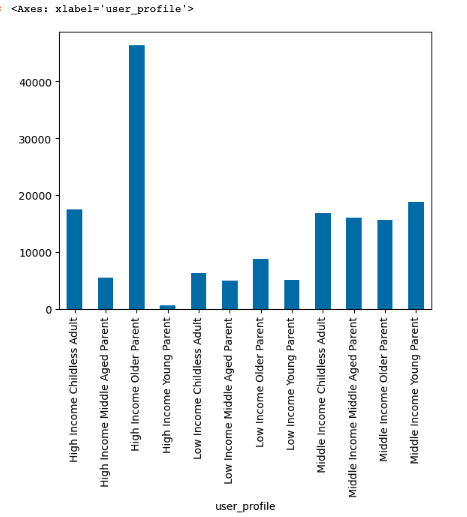 <Axes: xlabel='user_profile'>
40000
30000
20000
10000
0
High Income Childless Adult
High Income Middle Aged Parent
High Income Older Parent
High Income Young Parent
Low Income Childless Adult
Low Income Middle Aged Parent
Low Income Older Parent
Low Income Young Parent
Middle Income Childless Adult
Middle Income Middle Aged Parent
Middle Income Older Parent
Middle Income Young Parent
user_profile